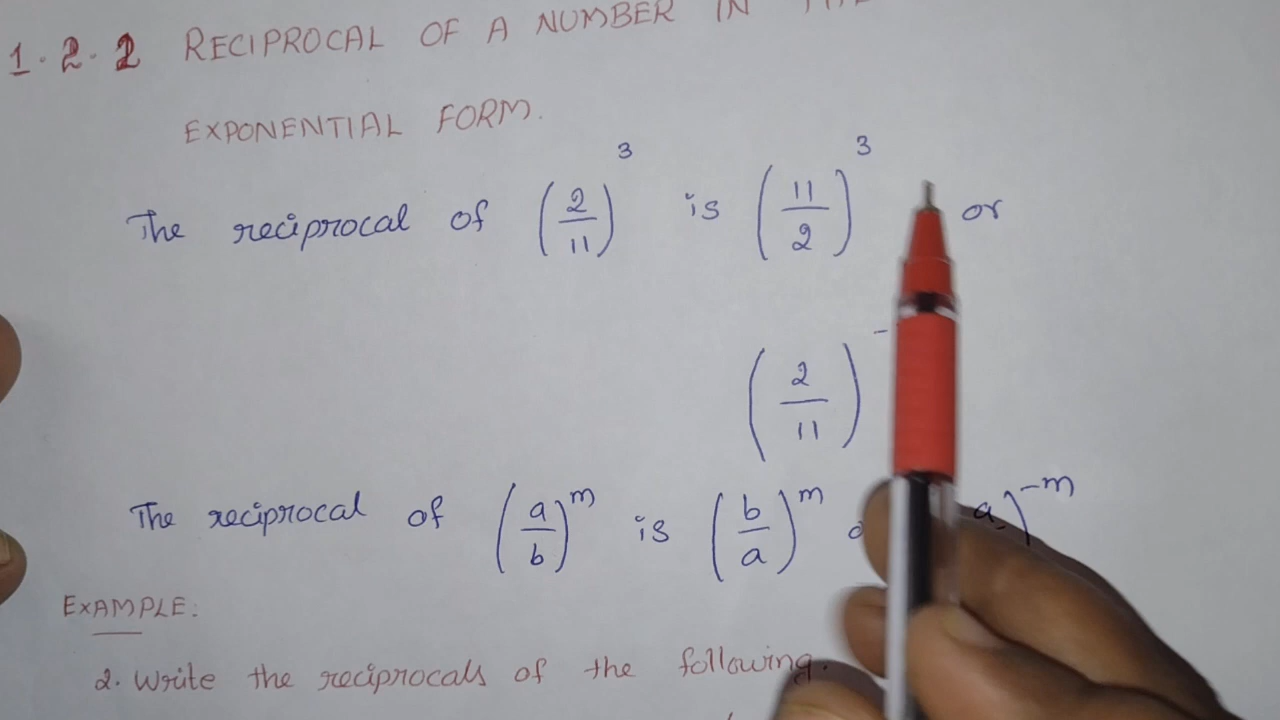 1.2.2 RECIPROCAL OF A NUMBER IN
EXPONENTIAL FORM.
The reciprocal of (2/11)^3 is (11/2)^3 or
(2/11)^-
The reciprocal of (a/b)^m is (b/a)^m a)^-m
EXAMPLE:
2. Write the reciprocals of the following.